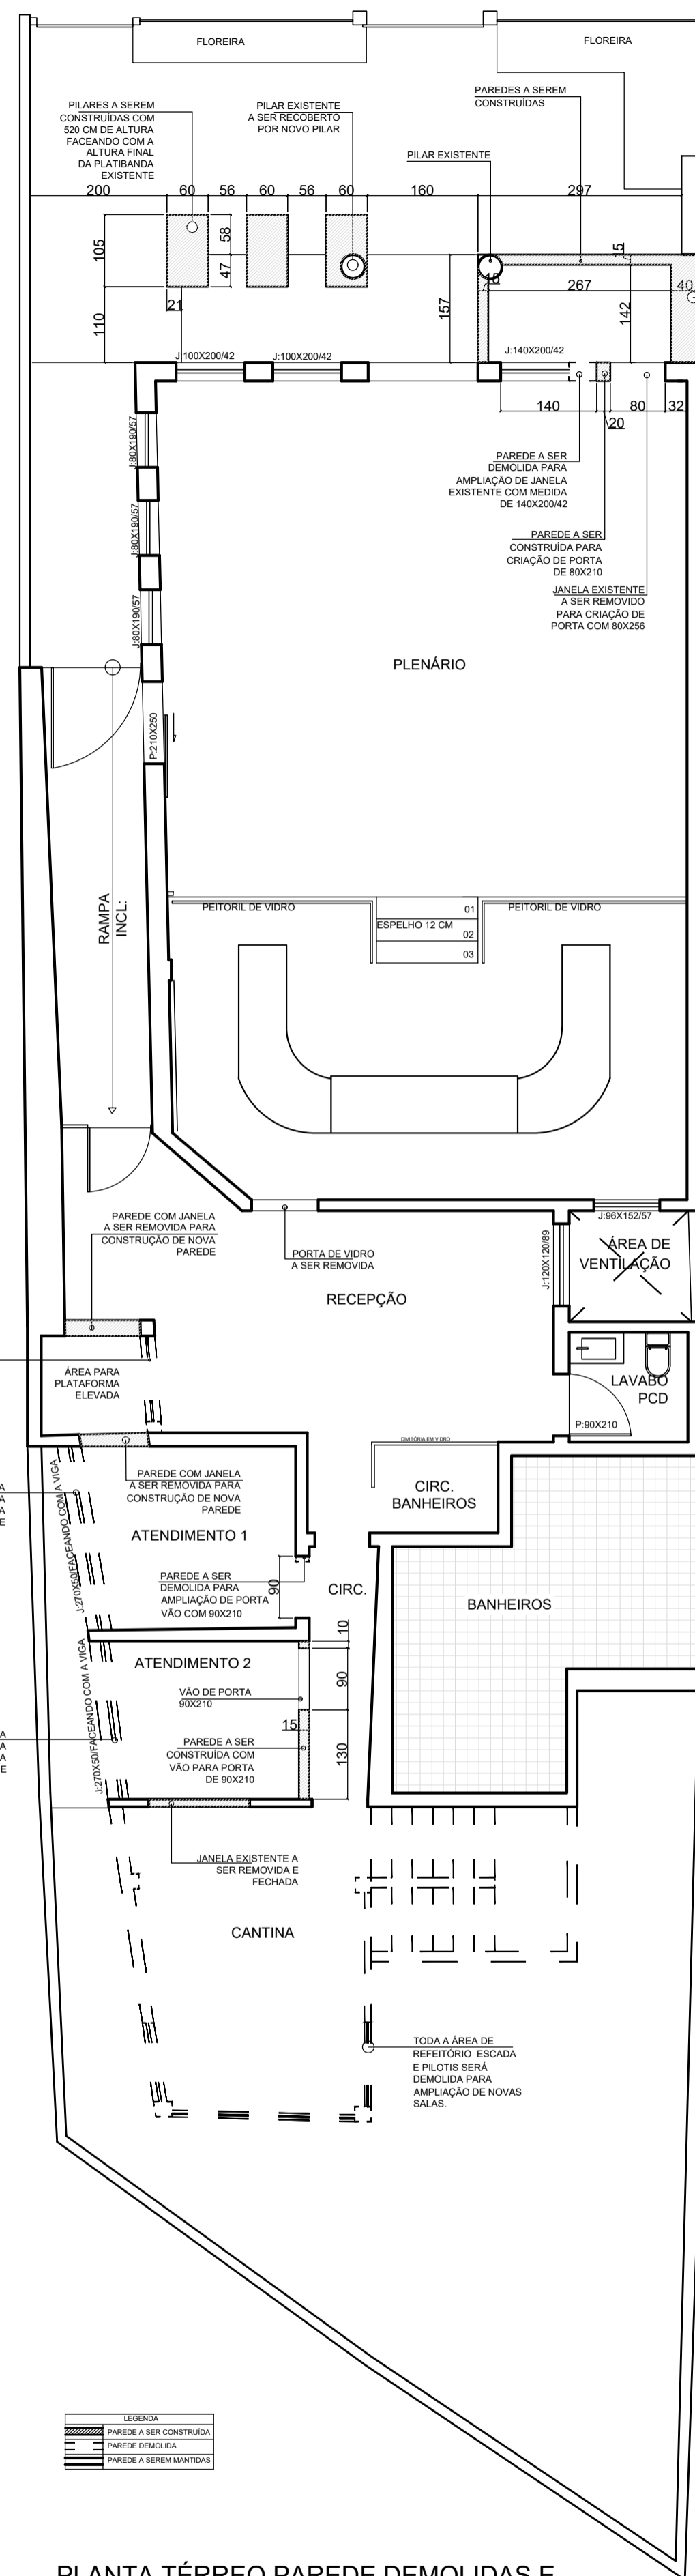 FLOREIRA
FLOREIRA
PILARES A SEREM
CONSTRUÍDAS COM
520 CM DE ALTURA
FACEANDO COM A
ALTURA FINAL
DA PLATIBANDA
EXISTENTE
PILAR EXISTENTE
A SER RECOBERTO
POR NOVO PILAR
PILAR EXISTENTE
PAREDES A SEREM
CONSTRUÍDAS
200
60
56
60
56
60
160
297
105
58
47
21
110
157
15
15
267
142
40
J:100X200/42
J:100X200/42
J:140X200/42
140
20
80
32
J:80X190/57
J:80X190/57
J:80X190/57
PAREDE A SER
DEMOLIDA PARA
AMPLIAÇÃO DE JANELA
EXISTENTE COM MEDIDA
DE 140X200/42
PAREDE A SER
CONSTRUÍDA PARA
CRIAÇÃO DE PORTA
DE 80X210
JANELA EXISTENTE
A SER REMOVIDO
PARA CRIAÇÃO DE
PORTA COM 80X256
PLENÁRIO
P:210X250
RAMPA
INCL:
PEITORIL DE VIDRO
ESPELHO 12 CM
01
02
03
PEITORIL DE VIDRO
PAREDE COM JANELA
A SER REMOVIDA PARA
CONSTRUÇÃO DE NOVA
PAREDE
PORTA DE VIDRO
A SER REMOVIDA
RECEPÇÃO
J:120X120/89
J:96X152/57
ÁREA DE
VENTILAÇÃO
LAVABO
PCD
P:90X210
ÁREA PARA
PLATAFORMA
ELEVADA
DIVISÓRIA EM VIDRO
CIRC.
BANHEIROS
PAREDE COM JANELA
A SER REMOVIDA PARA
CONSTRUÇÃO DE NOVA
PAREDE
A
A
A
E
J:270X50/FACEANDO COM A VIGA
ATENDIMENTO 1
PAREDE A SER
DEMOLIDA PARA
AMPLIAÇÃO DE PORTA
VÃO COM 90X210
90
CIRC.
BANHEIROS
10
ATENDIMENTO 2
VÃO DE PORTA
90X210
90
15
PAREDE A SER
CONSTRUÍDA COM
VÃO PARA PORTA
DE 90X210
130
A
A
A
E
J:270X50/FACEANDO COM A VIGA
JANELA EXISTENTE A
SER REMOVIDA E
FECHADA
CANTINA
TODA A ÁREA DE
REFEITÓRIO ESCADA
E PILOTIS SERÁ
DEMOLIDA PARA
AMPLIAÇÃO DE NOVAS
SALAS.
LEGENDA
PAREDE A SER CONSTRUÍDA
PAREDE DEMOLIDA
PAREDE A SEREM MANTIDAS
PLANTA TÉRREO PAREDE DEMOLIDAS E